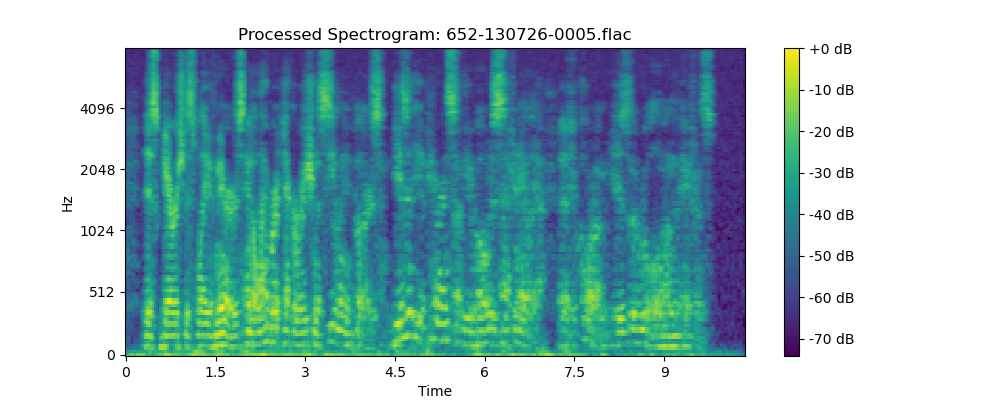 Processed Spectrogram: 652-130726-0005.flac
Hz
4096
2048
1024
512
0
0 1.5 3 4.5 6 7.5 9
Time
+0 dB
-10 dB
-20 dB
-30 dB
-40 dB
-50 dB
-60 dB
-70 dB